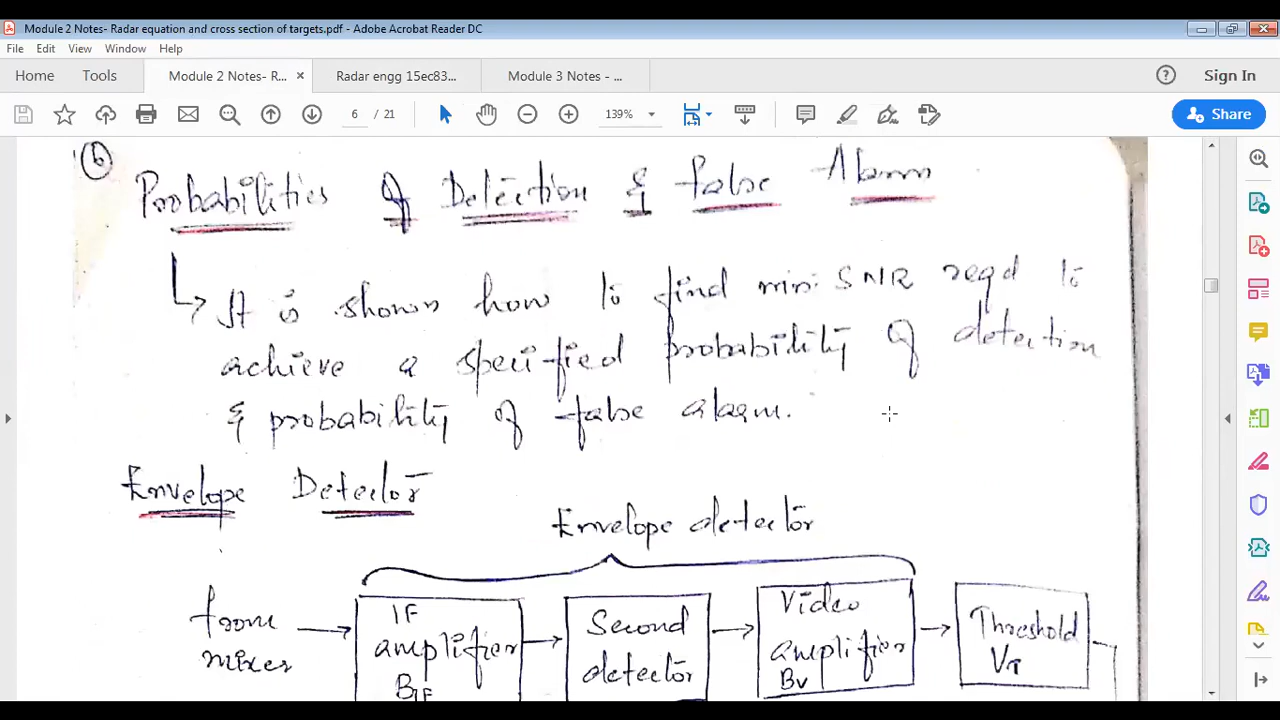 Module 2 Notes- Radar equation and cross section of targets.pdf - Adobe Acrobat Reader DC
File Edit View Window Help
Home Tools Module 2 Notes- R... × Radar engg 15ec83... Module 3 Notes - ... Sign In
6 / 21 139% Share
6
Probabilities of Detection & false Alarm
It is shown how to find min. SNR reqd to
achieve a specified probability of detection
& probability of false alarm.
Envelope Detector
Envelope detector
from mixer
IF amplifier BIF
Second detector
Video amplifier Bv
Threshold VT